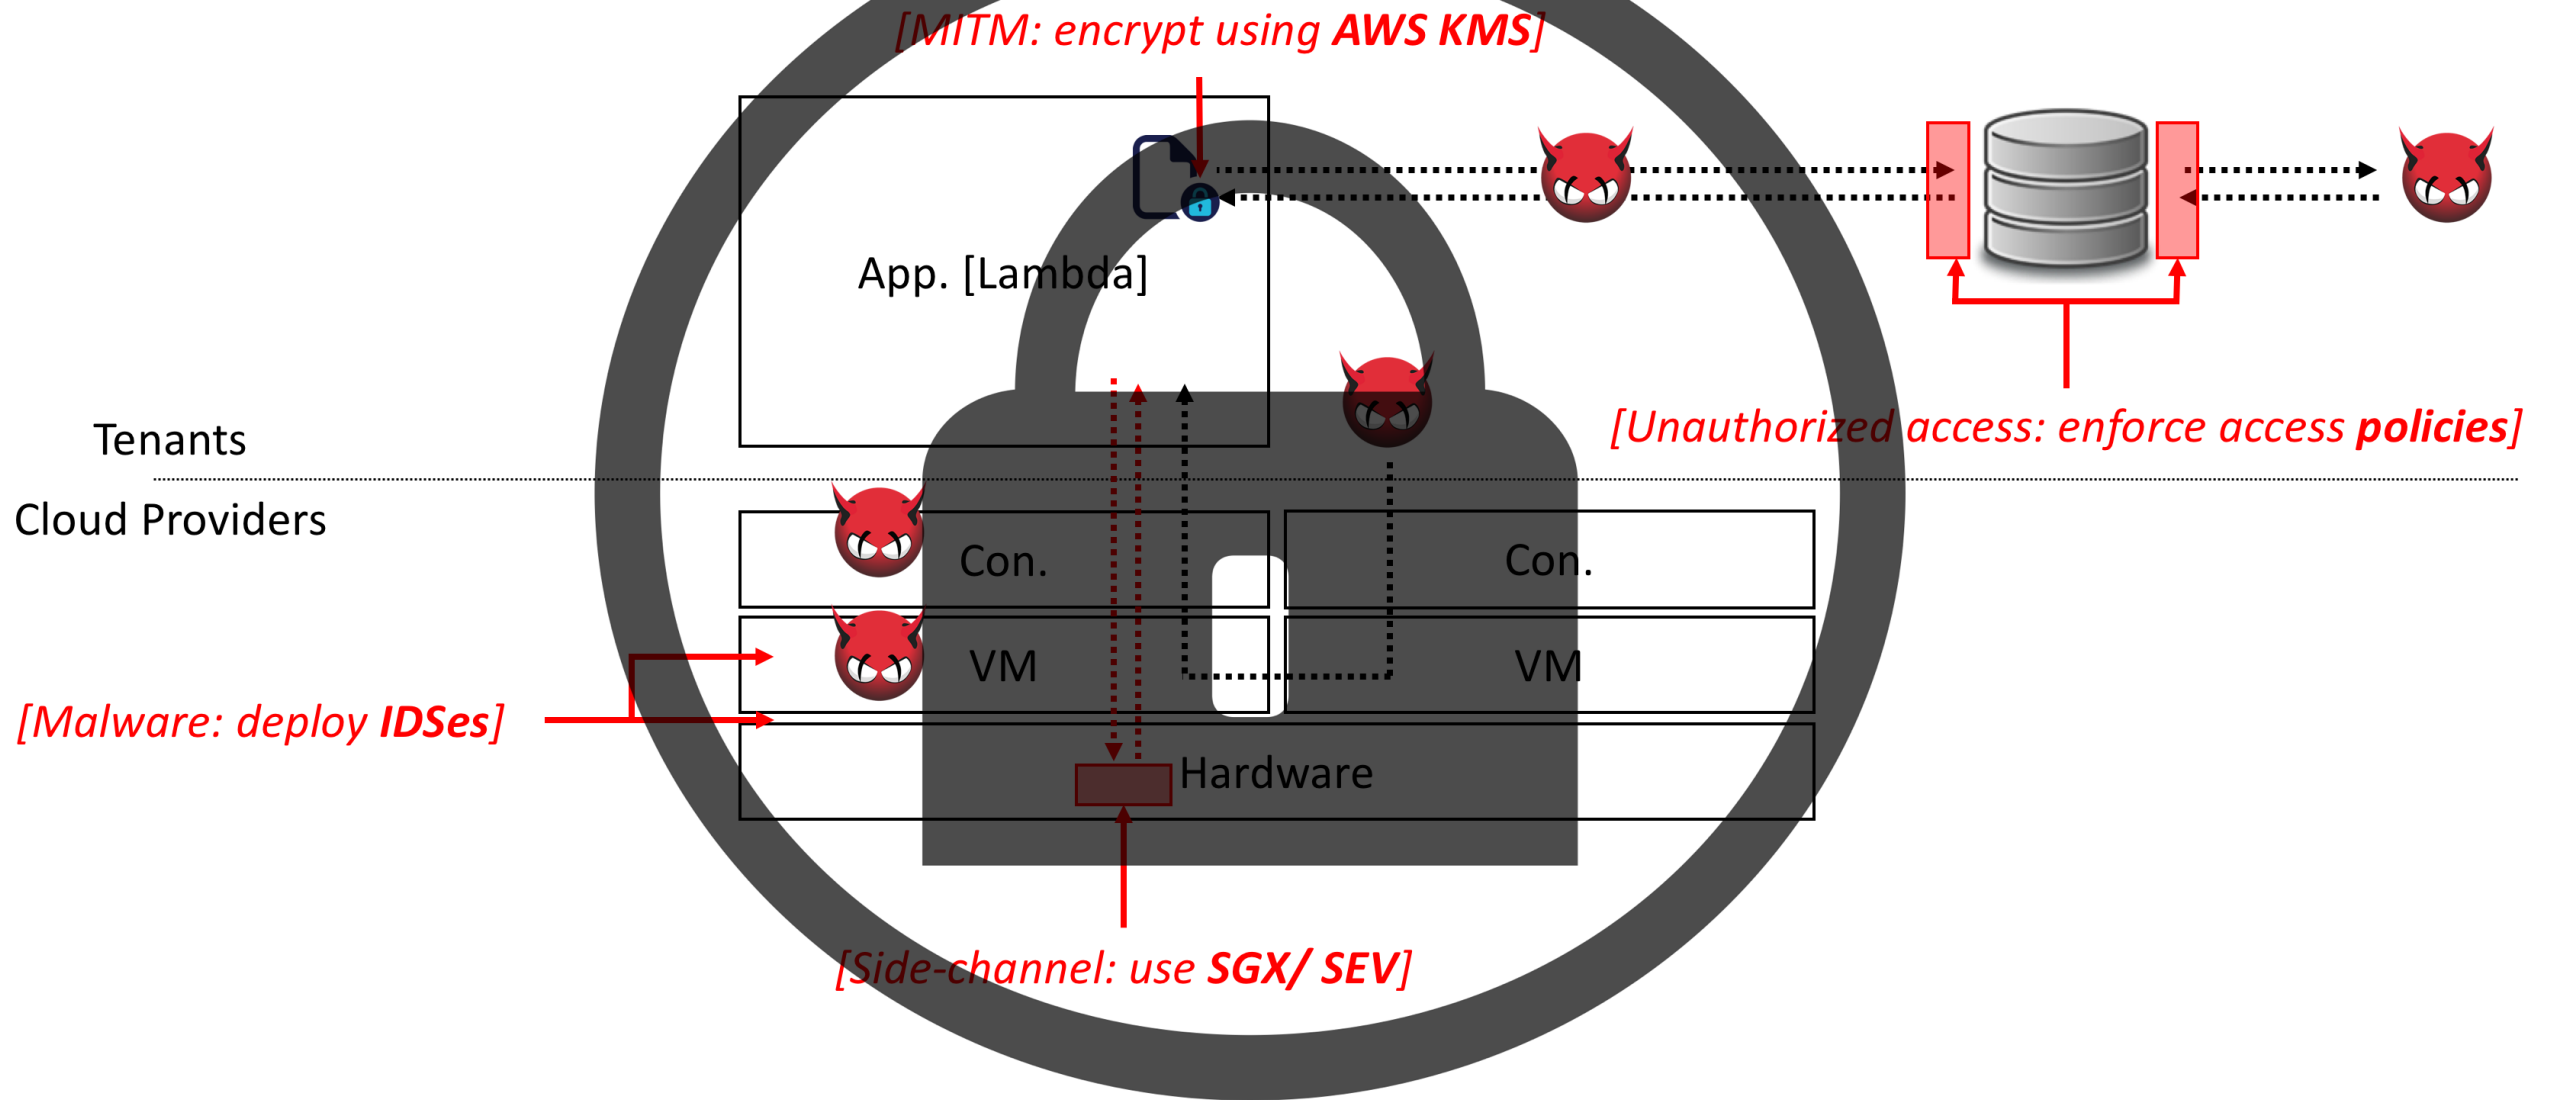 [MITM: encrypt using AWS KMS]
App. [Lambda]
[Unauthorized access: enforce access policies]
Tenants
Cloud Providers
Con.
Con.
VM
VM
[Malware: deploy IDSes]
Hardware
[Side-channel: use SGX/ SEV]